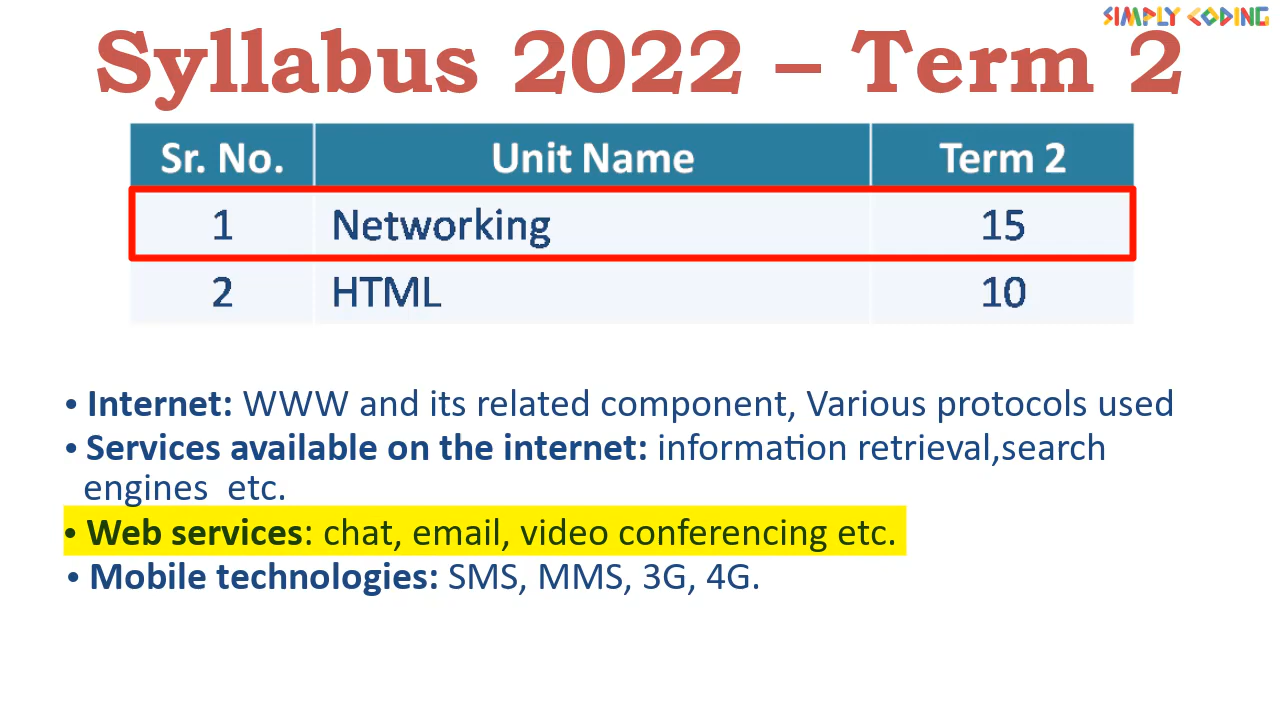 SIMPLY CODING
Syllabus 2022 – Term 2
Sr. No. Unit Name Term 2
1 Networking 15
2 HTML 10
• Internet: WWW and its related component, Various protocols used
• Services available on the internet: information retrieval,search
engines etc.
• Web services: chat, email, video conferencing etc.
• Mobile technologies: SMS, MMS, 3G, 4G.